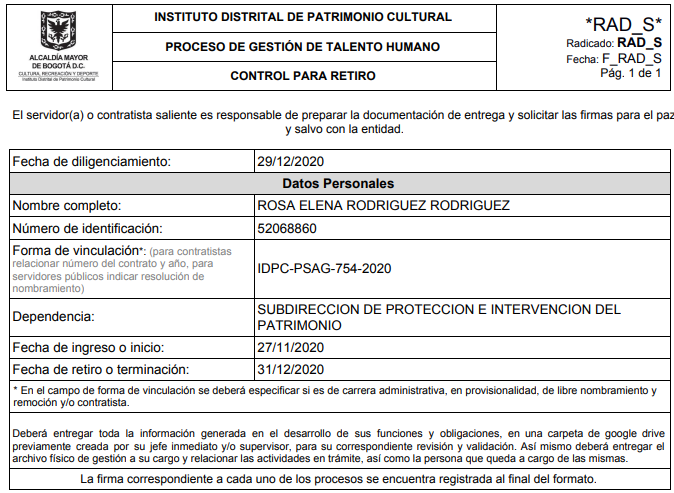 ALCALDÍA MAYOR
DE BOGOTÁ D.C.
CULTURA, RECREACIÓN Y DEPORTE
Instituto Distrital de Patrimonio Cultural
INSTITUTO DISTRITAL DE PATRIMONIO CULTURAL
PROCESO DE GESTIÓN DE TALENTO HUMANO
CONTROL PARA RETIRO
*RAD_S*
Radicado: RAD_S
Fecha: F_RAD_S
Pág. 1 de 1
El servidor(a) o contratista saliente es responsable de preparar la documentación de entrega y solicitar las firmas para el paz
y salvo con la entidad.
Fecha de diligenciamiento: 29/12/2020
Datos Personales
Nombre completo: ROSA ELENA RODRIGUEZ RODRIGUEZ
Número de identificación: 52068860
Forma de vinculación*: (para contratistas
relacionar número del contrato y año, para
servidores públicos indicar resolución de
nombramiento)
IDPC-PSAG-754-2020
Dependencia: SUBDIRECCION DE PROTECCION E INTERVENCION DEL
PATRIMONIO
Fecha de ingreso o inicio: 27/11/2020
Fecha de retiro o terminación: 31/12/2020
* En el campo de forma de vinculación se deberá especificar si es de carrera administrativa, en provisionalidad, de libre nombramiento y
remoción y/o contratista.
Deberá entregar toda la información generada en el desarrollo de sus funciones y obligaciones, en una carpeta de google drive
previamente creada por su jefe inmediato y/o supervisor, para su correspondiente revisión y validación. Así mismo deberá entregar el
archivo físico de gestión a su cargo y relacionar las actividades en trámite, así como la persona que queda a cargo de las mismas.
La firma correspondiente a cada uno de los procesos se encuentra registrada al final del formato.